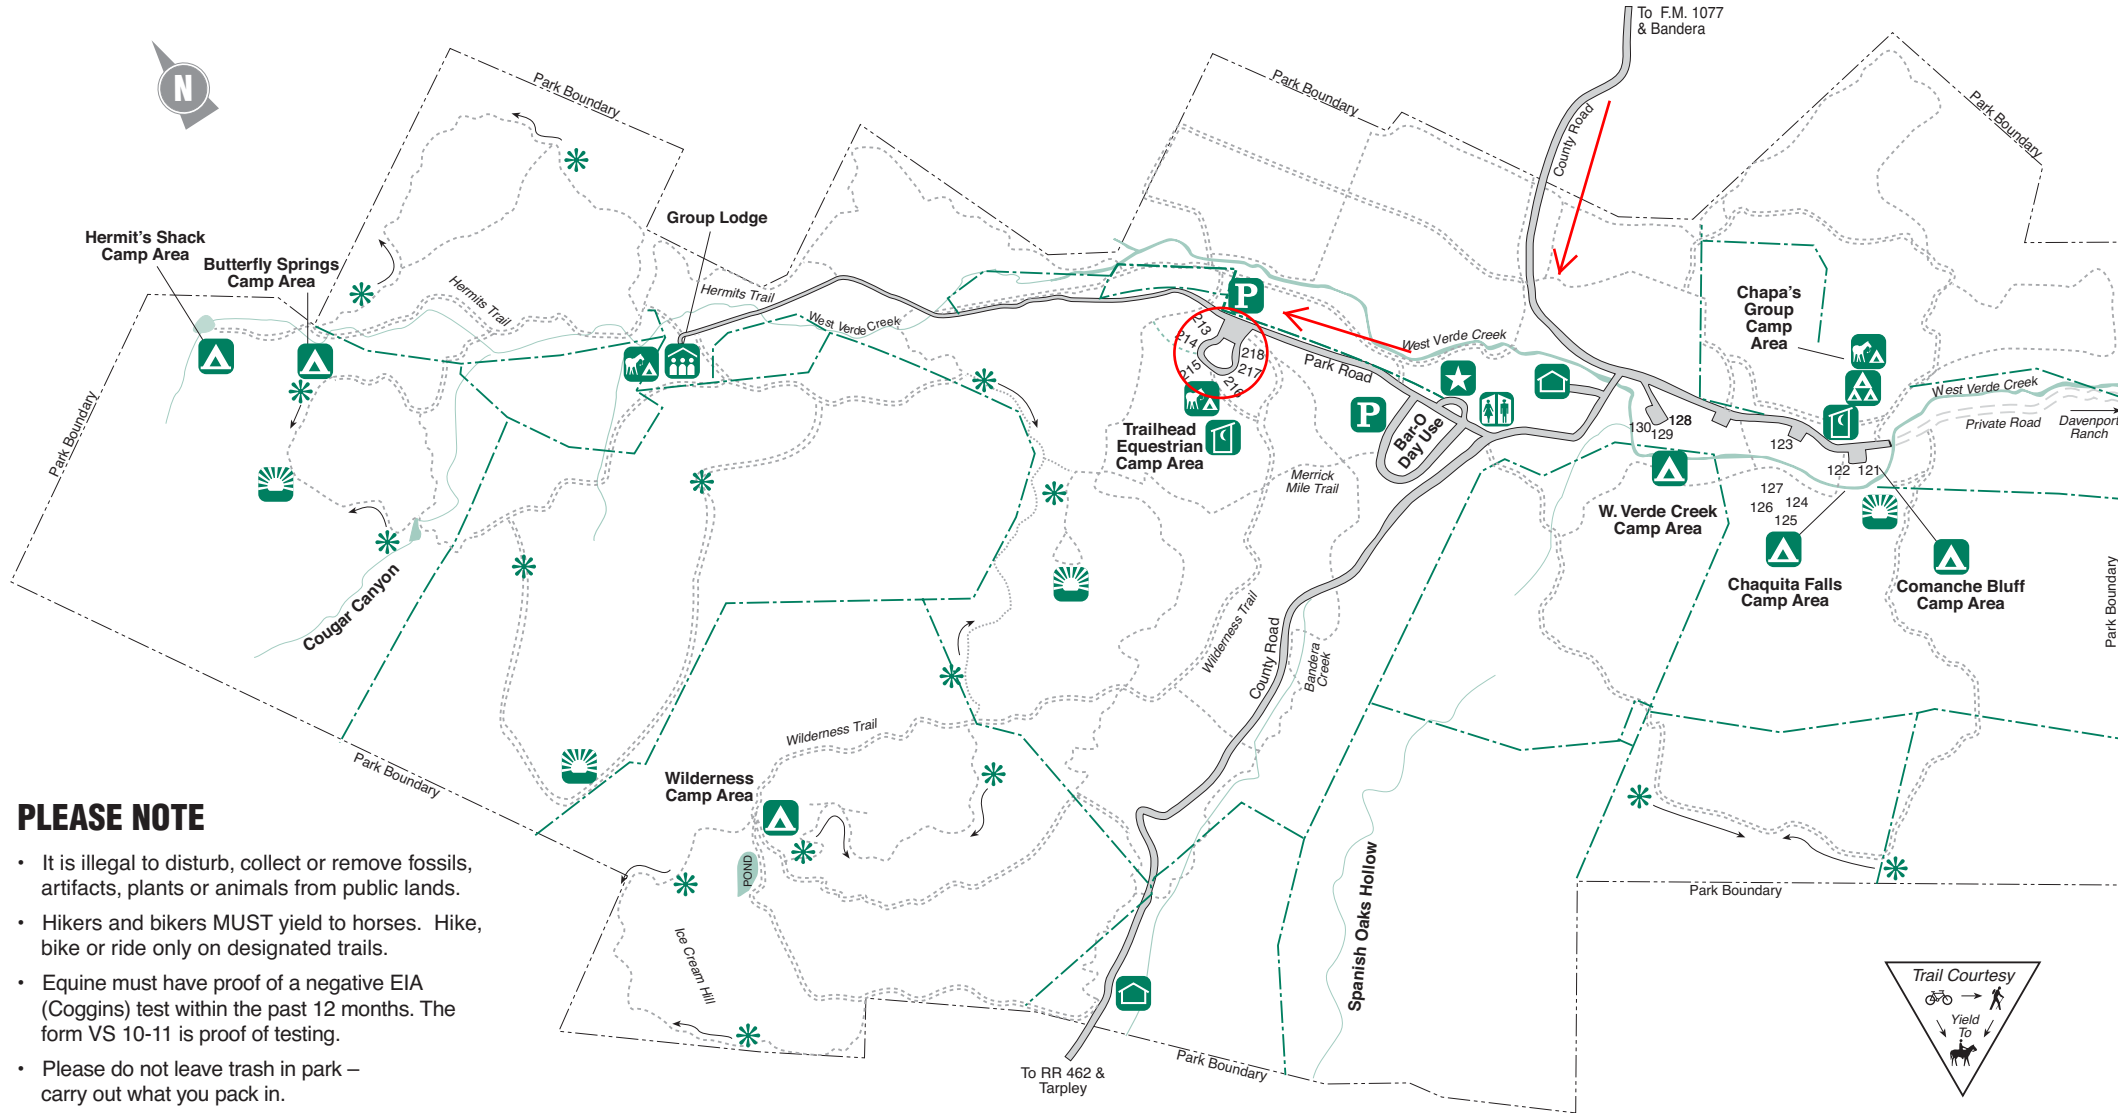 To F.M. 1077
& Bandera
N
Park Boundary
Park Boundary
Park Boundary
County Road
Group Lodge
Hermit's Shack
Camp Area
Butterfly Springs
Camp Area
Hermits Trail
Hermits Trail
West Verde Creek
P
213
214
215
216
217
218
West Verde Creek
Park Road
Chapa's
Group
Camp
Area
West Verde Creek
Private Road
Davenport
Ranch
P
Bar-O
Day Use
130
129
128
123
122
121
Trailhead
Equestrian
Camp Area
Merrick
Mile Trail
W. Verde Creek
Camp Area
127
126
124
125
Chaquita Falls
Camp Area
Comanche Bluff
Camp Area
Park Boundary
Park Boundary
Cougar Canyon
Wilderness Trail
County Road
Bandera
Creek
Wilderness Trail
Park Boundary
Wilderness
Camp Area
POND
Ice Cream Hill
Spanish Oaks Hollow
Park Boundary
Park Boundary
To RR 462 &
Tarpley
PLEASE NOTE
• It is illegal to disturb, collect or remove fossils,
artifacts, plants or animals from public lands.
• Hikers and bikers MUST yield to horses. Hike,
bike or ride only on designated trails.
• Equine must have proof of a negative EIA
(Coggins) test within the past 12 months. The
form VS 10-11 is proof of testing.
• Please do not leave trash in park –
carry out what you pack in.
Trail Courtesy
Yield
To